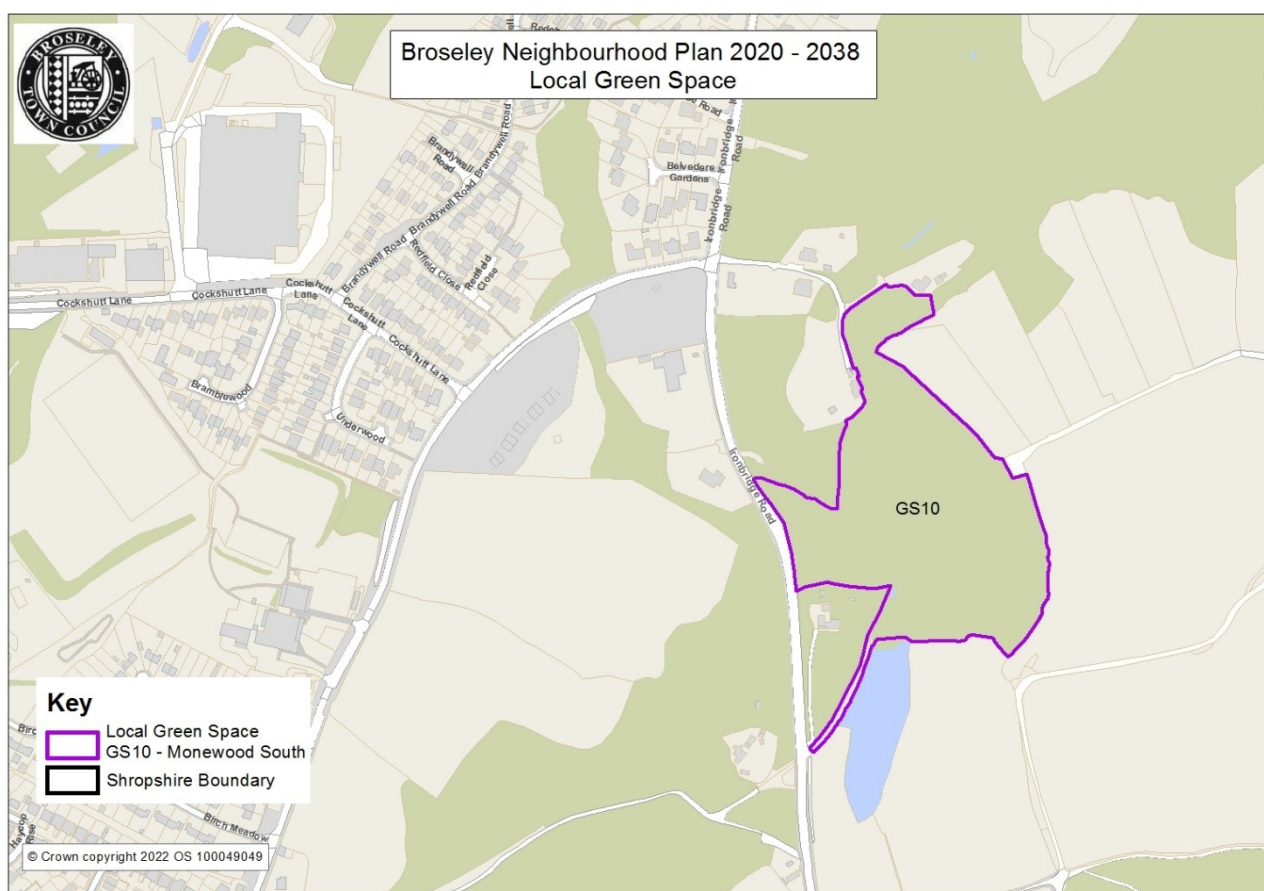 BROSELEY
TOWN COUNCIL
Broseley Neighbourhood Plan 2020 - 2038
Local Green Space
Road
Ironbridge
Road
Belvedere
Gardens
Ironbridge
Road
Brandywell
Road
Brandywell Road
Brandywell Road
Brandywell Road
Redfield Close
Redfield
Close
Cockshutt Lane
Cockshutt Lane
Cockshutt
Lane
Cockshutt
Lane
Cockshutt Lane
Bramblewood
Underwood
Ironbridge Road
GS10
Key
Local Green Space
GS10 - Monewood South
Shropshire Boundary
Birch Meadow
Rise
© Crown copyright 2022 OS 100049049